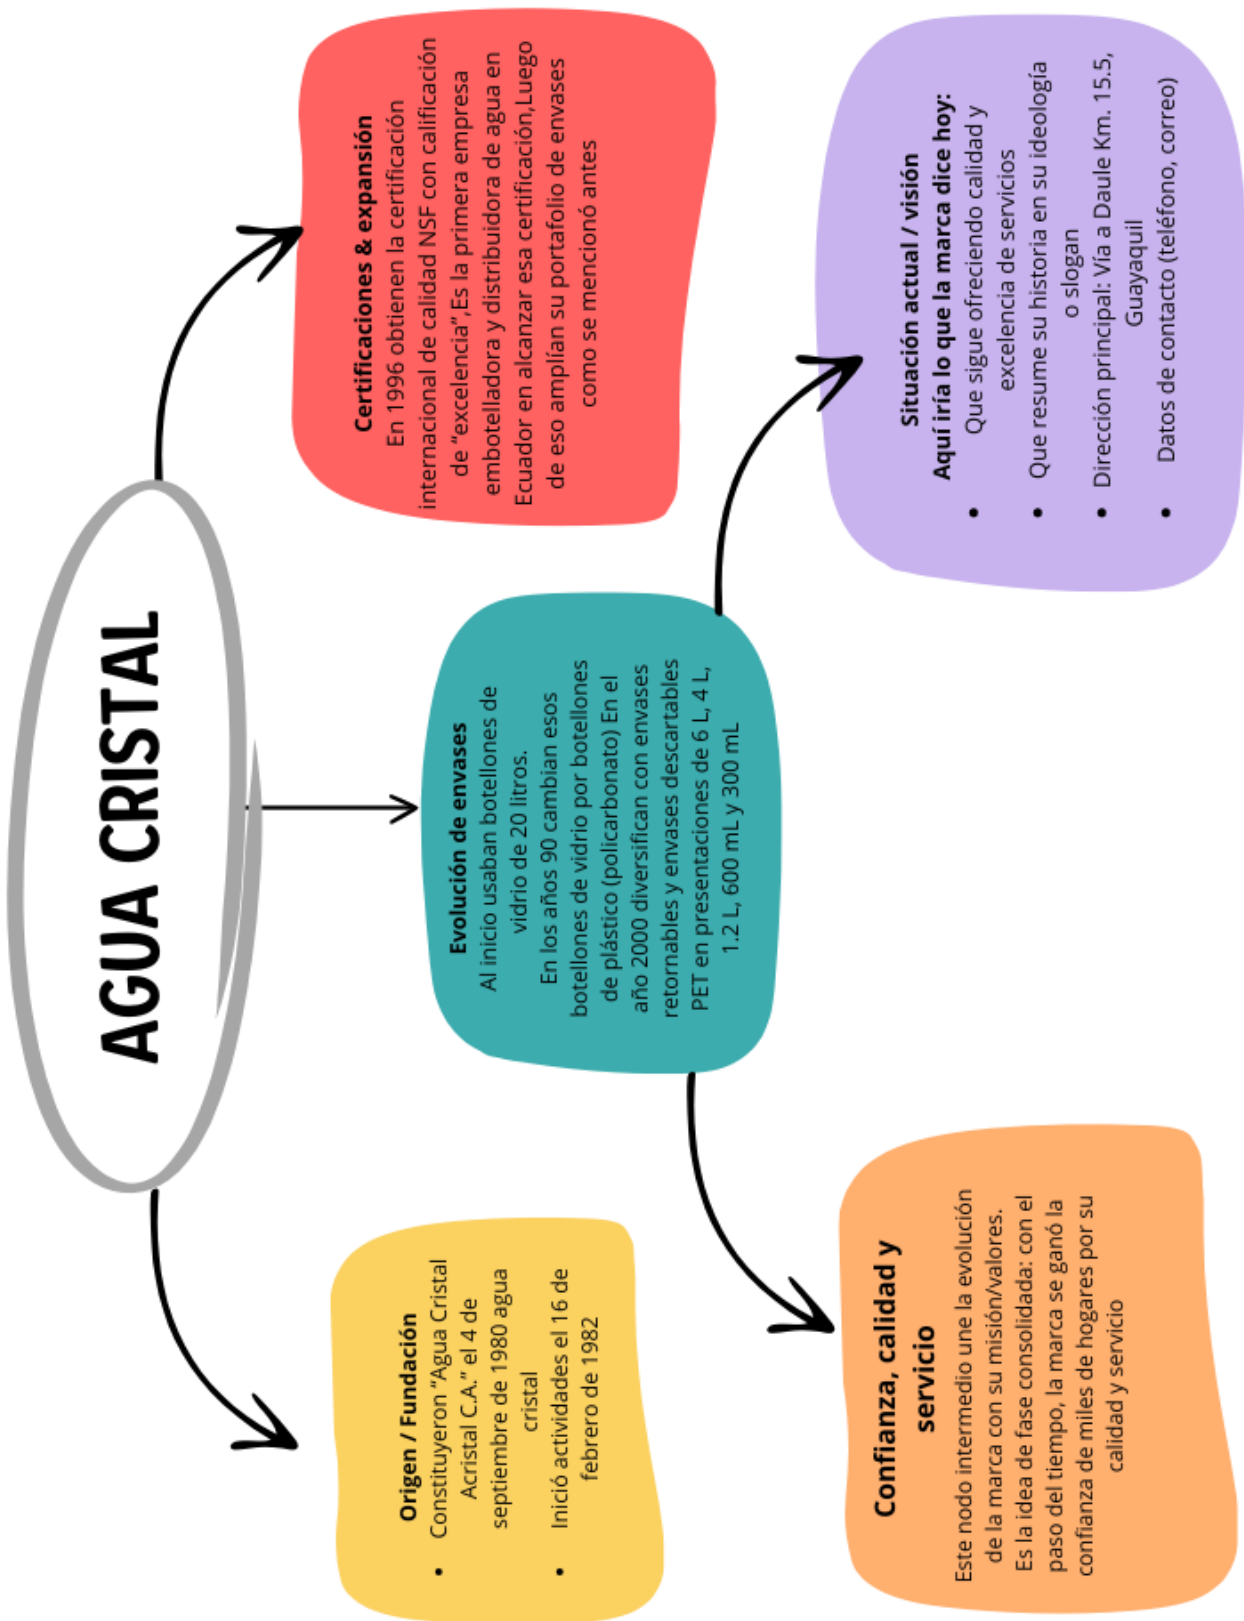 AGUA CRISTAL
Origen / Fundación
• Constituyeron "Agua Cristal
Acristal C.A." el 4 de
septiembre de 1980 agua
cristal
• Inició actividades el 16 de
febrero de 1982
Evolución de envases
Al inicio usaban botellones de
vidrio de 20 litros.
En los años 90 cambian esos
botellones de vidrio por botellones
de plástico (policarbonato) En el
año 2000 diversifican con envases
retornables y envases descartables
PET en presentaciones de 6 L, 4 L,
1.2 L, 600 mL y 300 mL
Certificaciones & expansión
En 1996 obtienen la certificación
internacional de calidad NSF con calificación
de “excelencia”,Es la primera empresa
embotelladora y distribuidora de agua en
Ecuador en alcanzar esa certificación,Luego
de eso amplían su portafolio de envases
como se mencionó antes
Confianza, calidad y
servicio
Este nodo intermedio une la evolución
de la marca con su misión/valores.
Es la idea de fase consolidada: con el
paso del tiempo, la marca se ganó la
confianza de miles de hogares por su
calidad y servicio
Situación actual / visión
Aquí iría lo que la marca dice hoy:
• Que sigue ofreciendo calidad y
excelencia de servicios
• Que resume su historia en su ideología
o slogan
• Dirección principal: Vía a Daule Km. 15.5,
Guayaquil
• Datos de contacto (teléfono, correo)